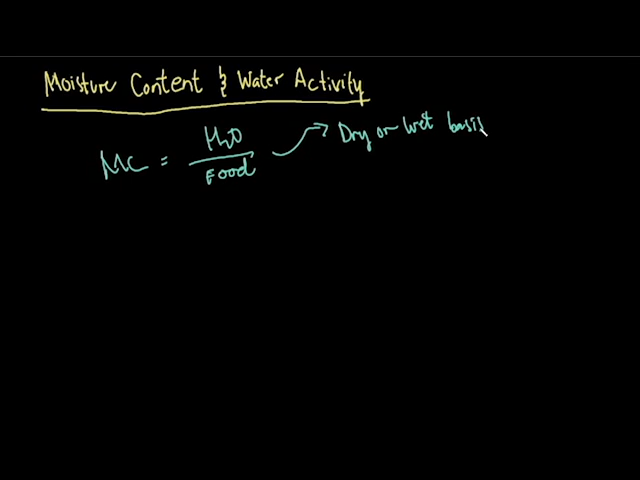 Moisture Content & Water Activity
MC = H₂O / Food → Dry or wet basis